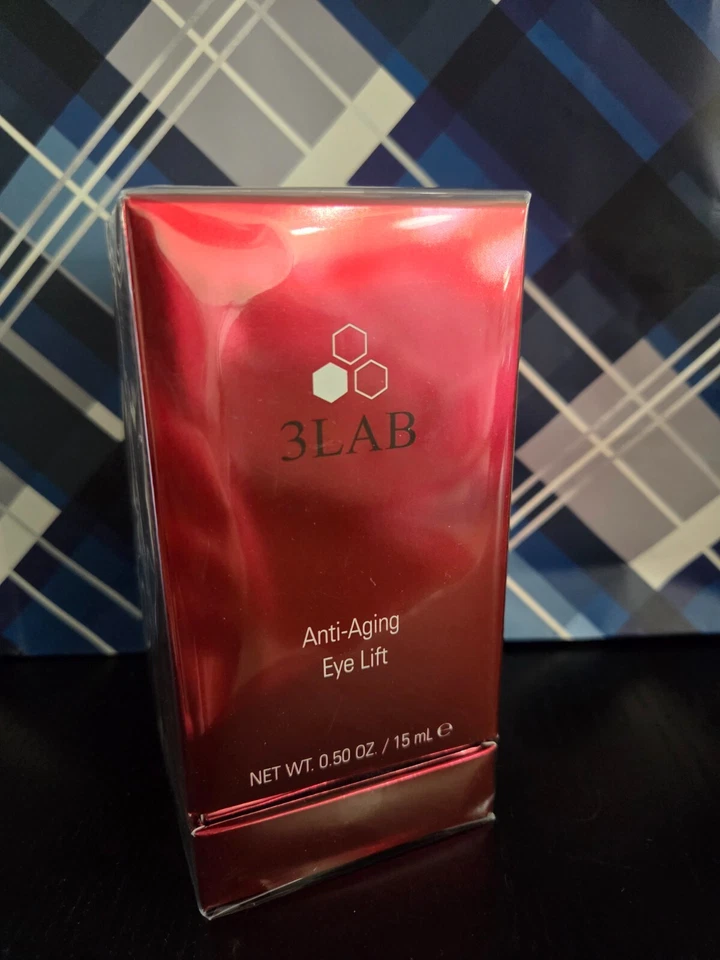 3LAB
Anti-Aging
Eye Lift
NET WT. 0.50 OZ. / 15 mL ℮